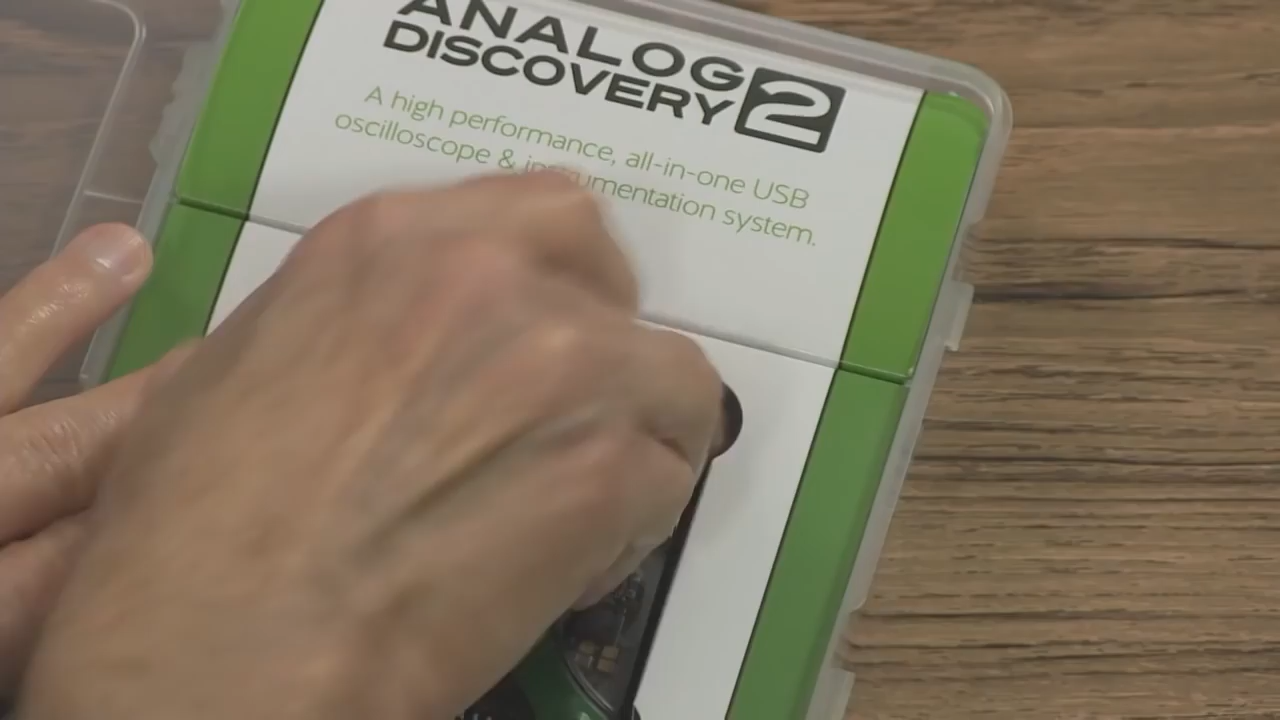 ANALOG
DISCOVERY 2
A high performance, all-in-one USB
oscilloscope & instrumentation system.